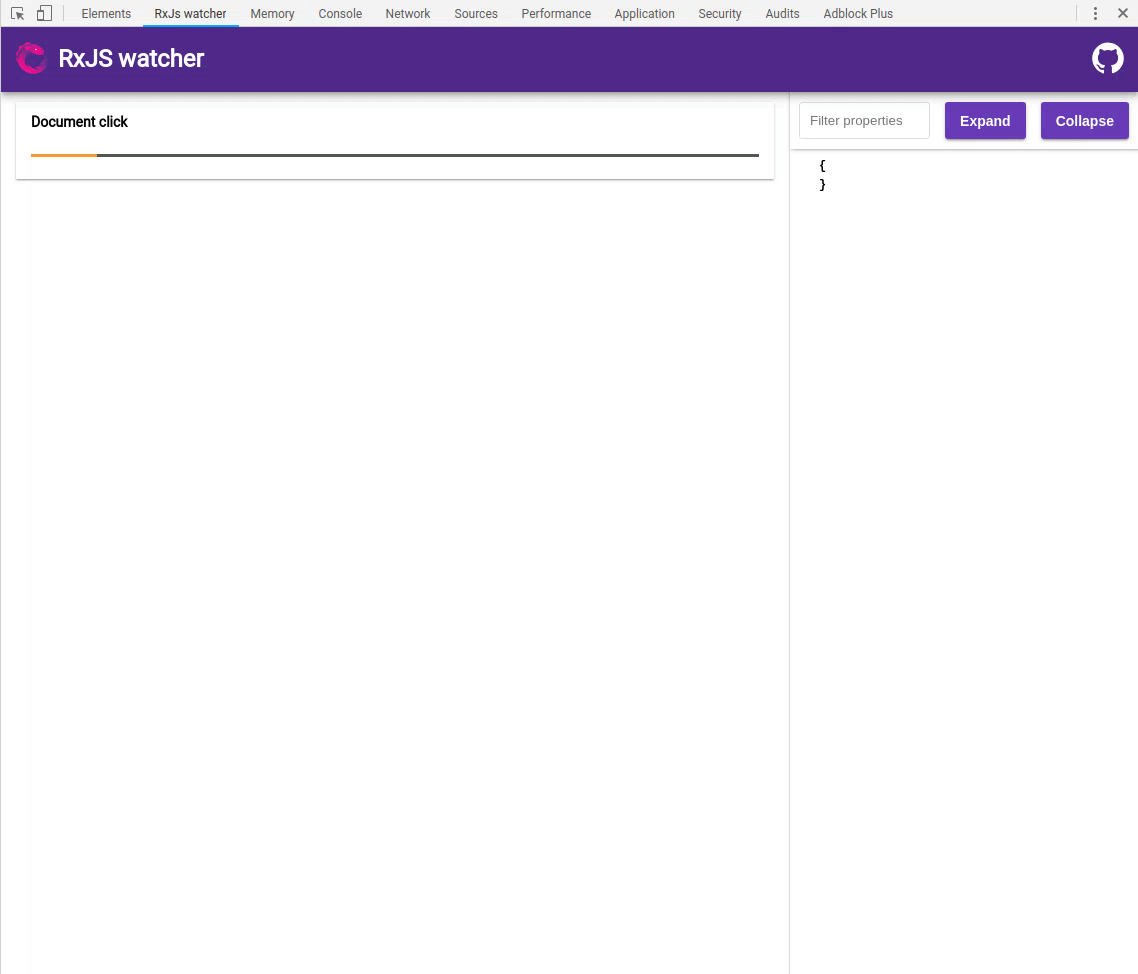 Elements RxJs watcher Memory Console Network Sources Performance Application Security Audits Adblock Plus
RxJS watcher
Document click
Filter properties Expand Collapse
{
}